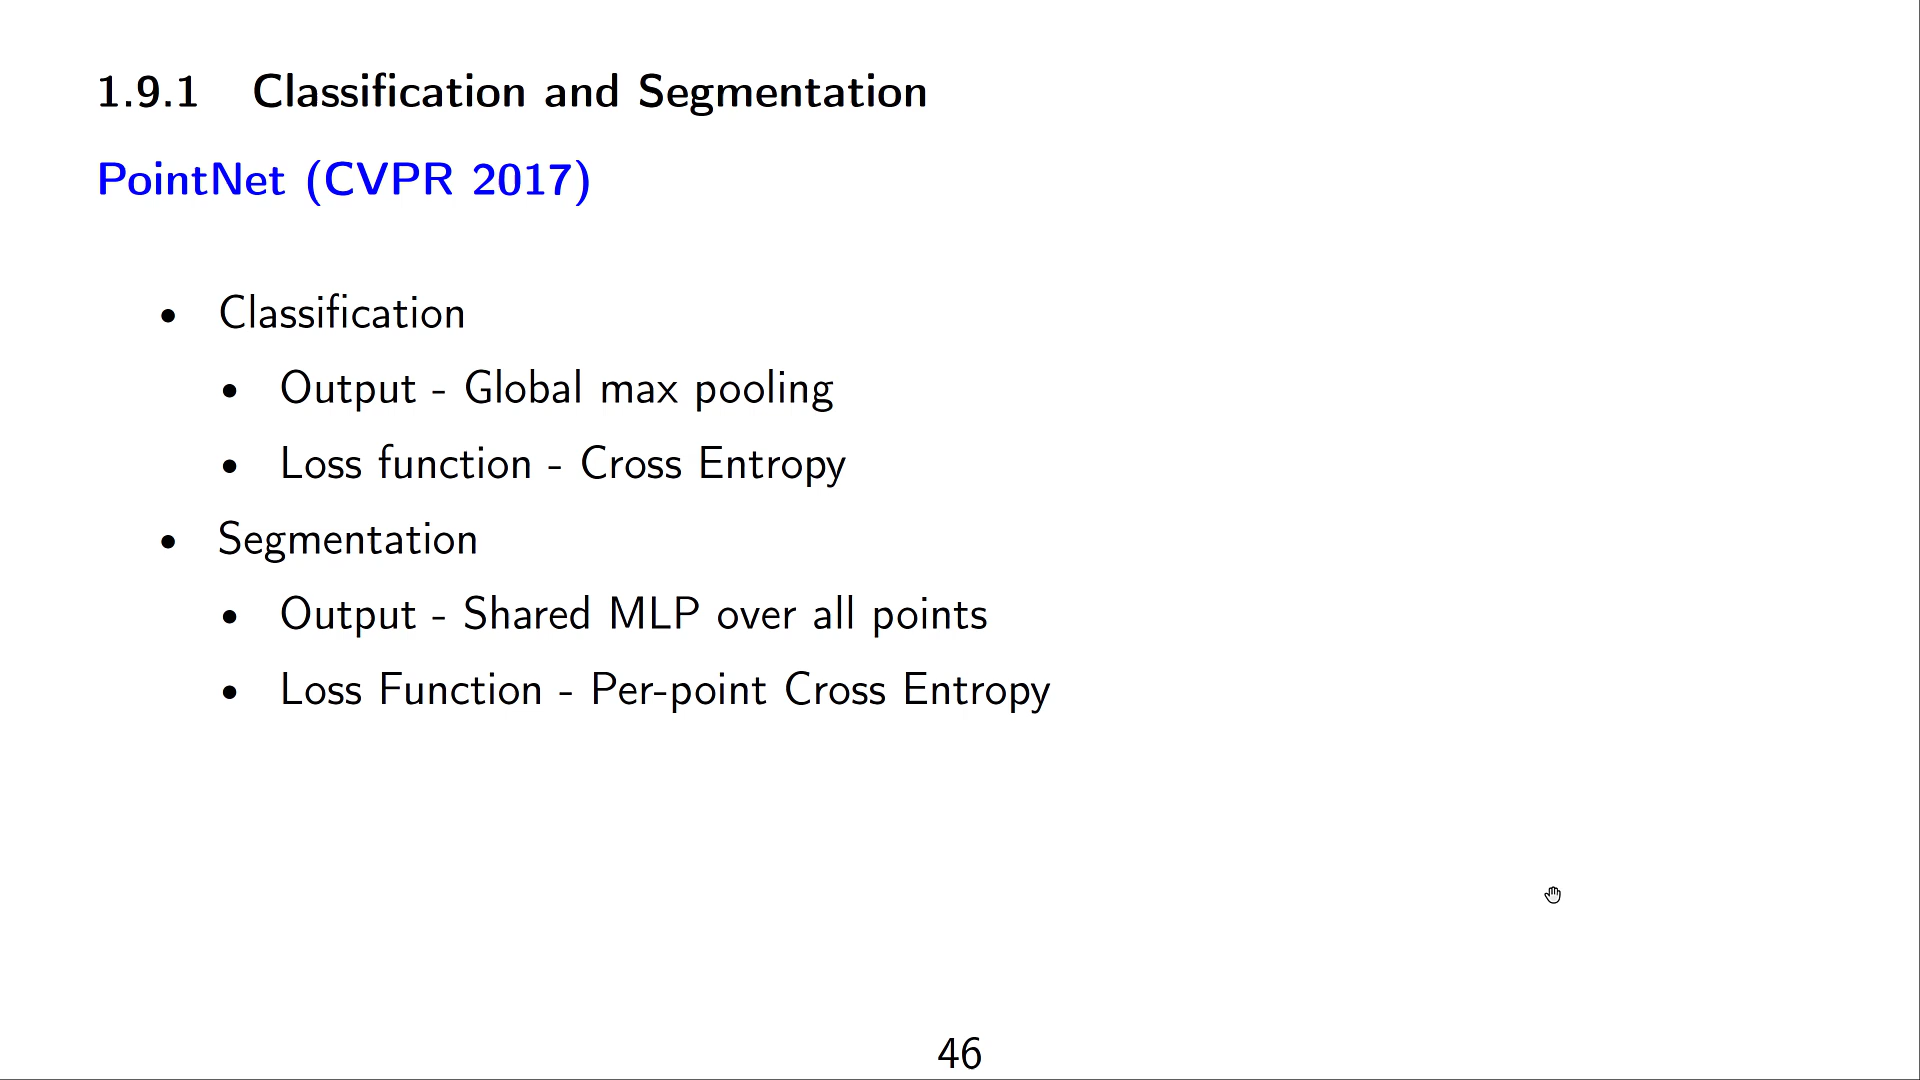 1.9.1 Classification and Segmentation
PointNet (CVPR 2017)
• Classification
• Output - Global max pooling
• Loss function - Cross Entropy
• Segmentation
• Output - Shared MLP over all points
• Loss Function - Per-point Cross Entropy
46